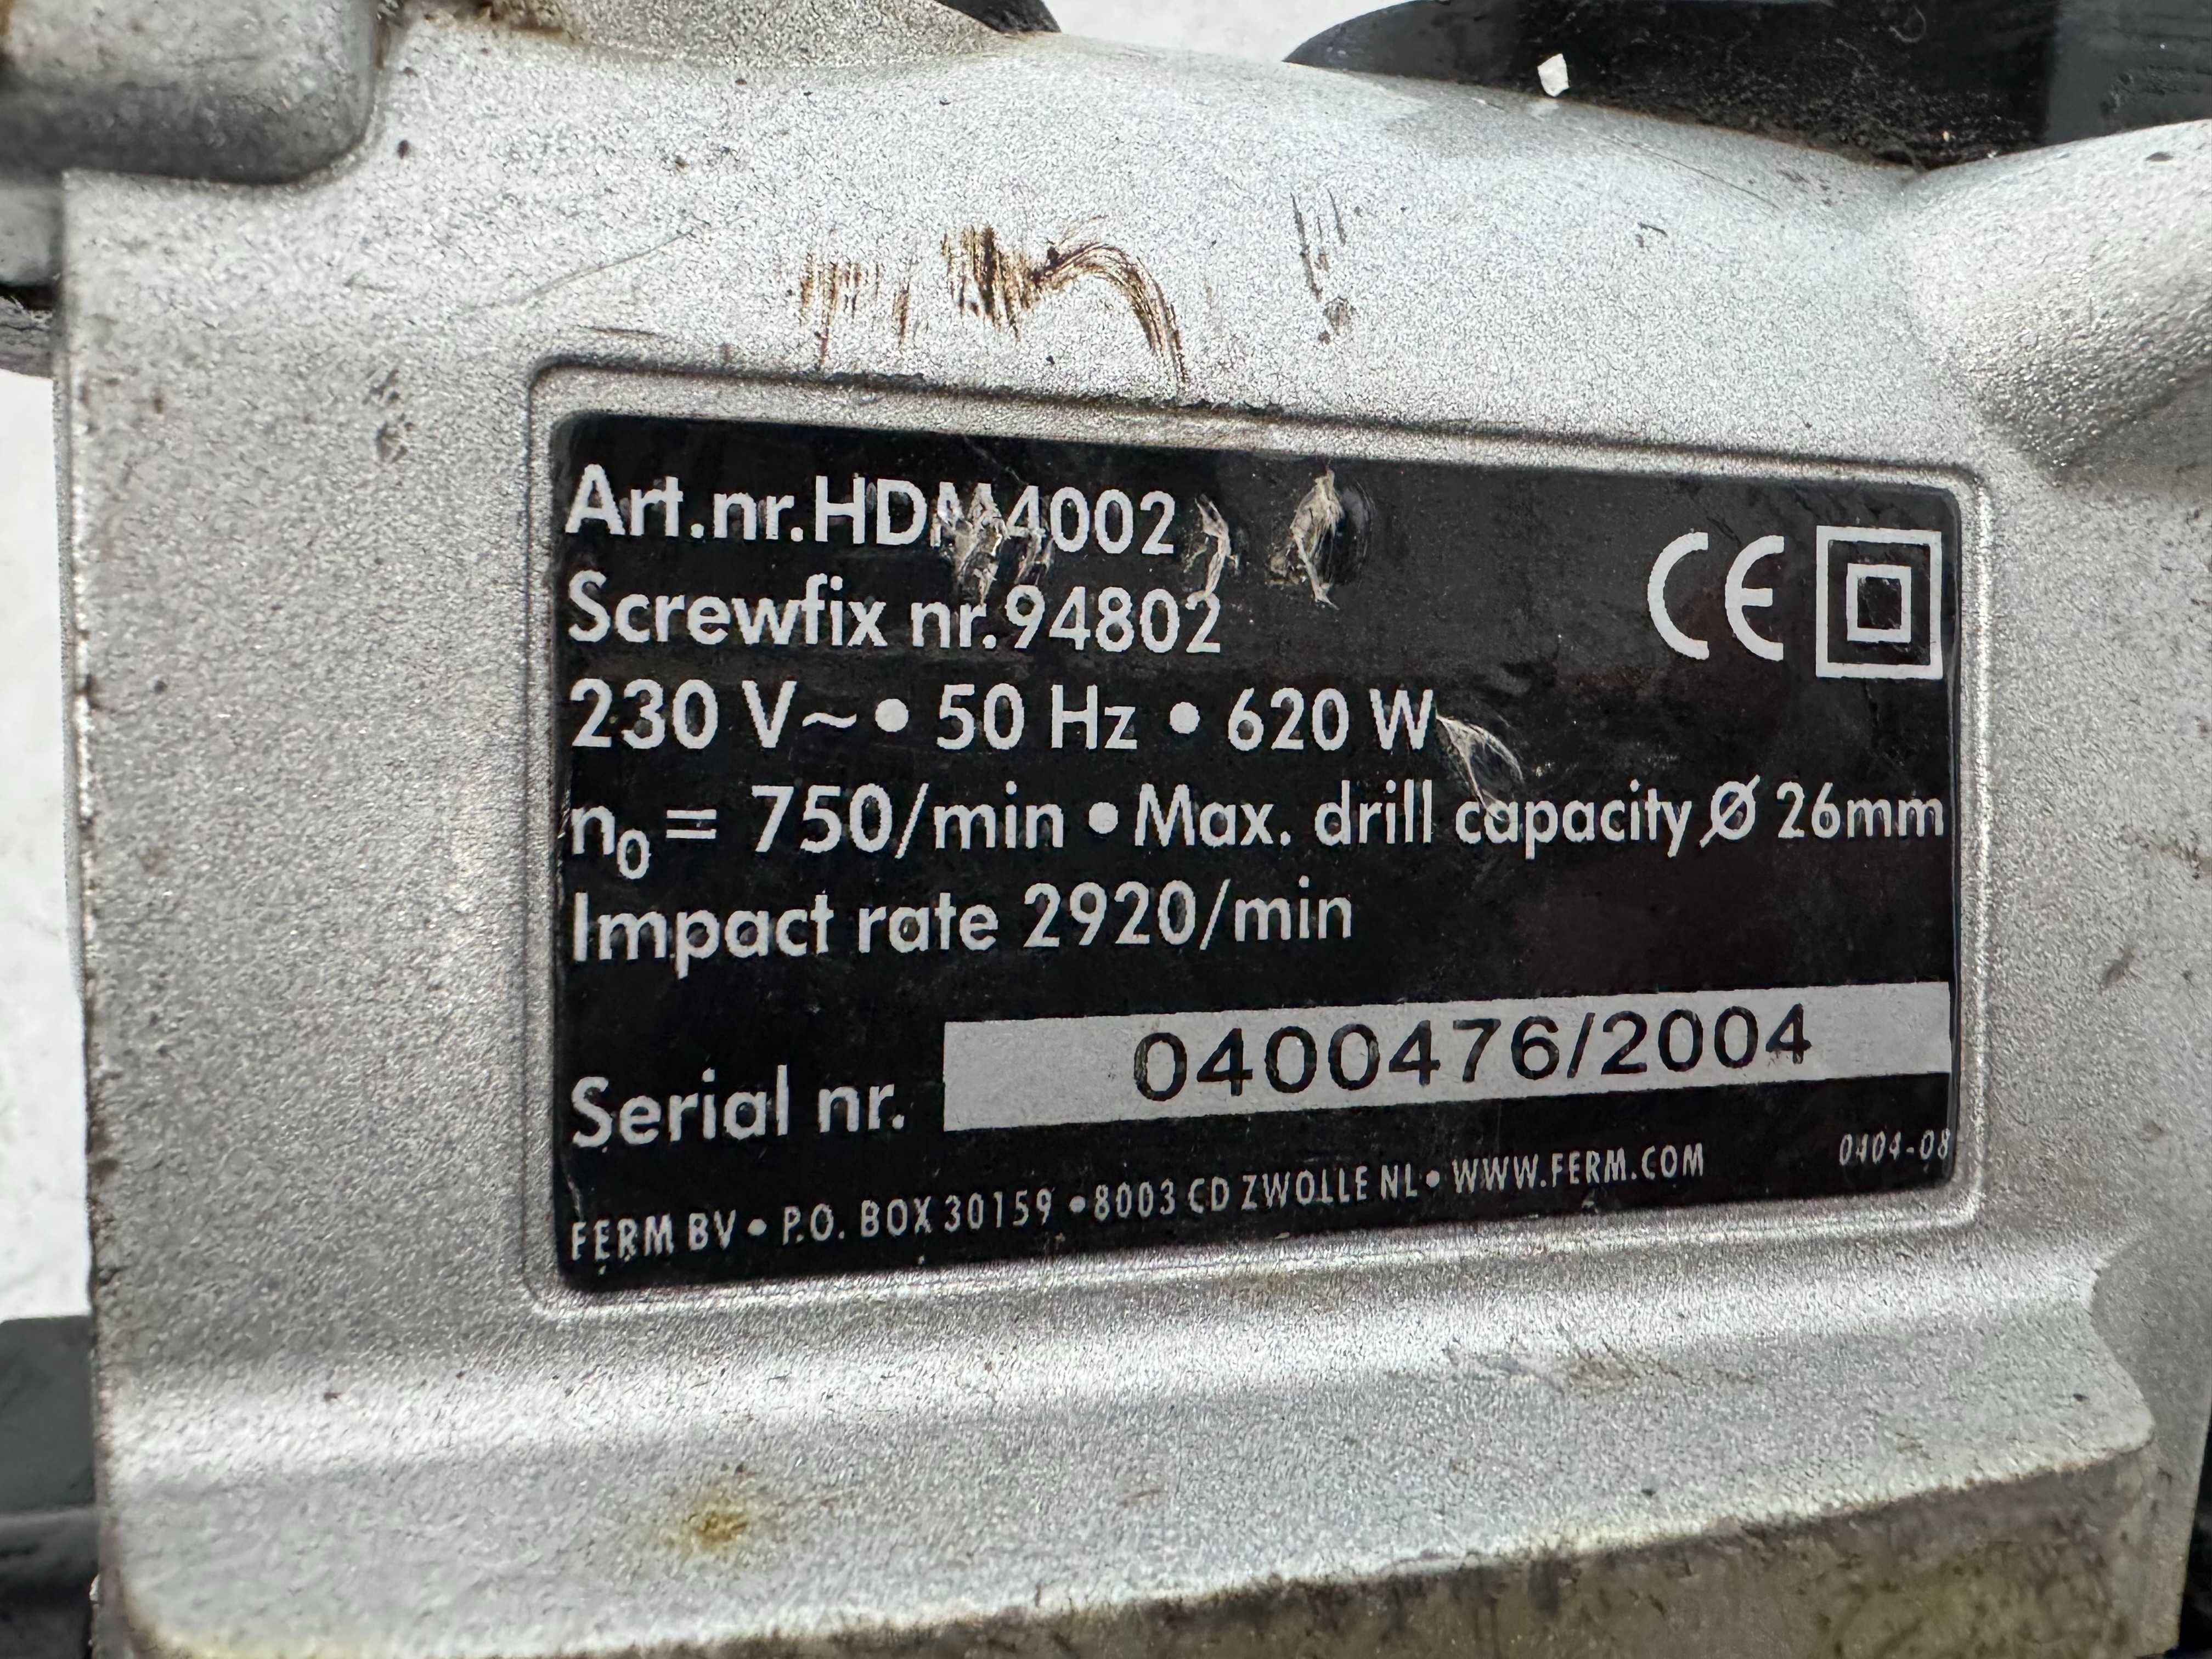 Art.nr.HDM4002
Screwfix nr.94802
CE
230 V~ • 50 Hz • 620 W
n₀ = 750/min • Max. drill capacity Ø 26mm
Impact rate 2920/min
Serial nr. 0400476/2004
FERM BV • P.O. BOX 30159 • 8003 CD ZWOLLE NL • WWW.FERM.COM 0404-08